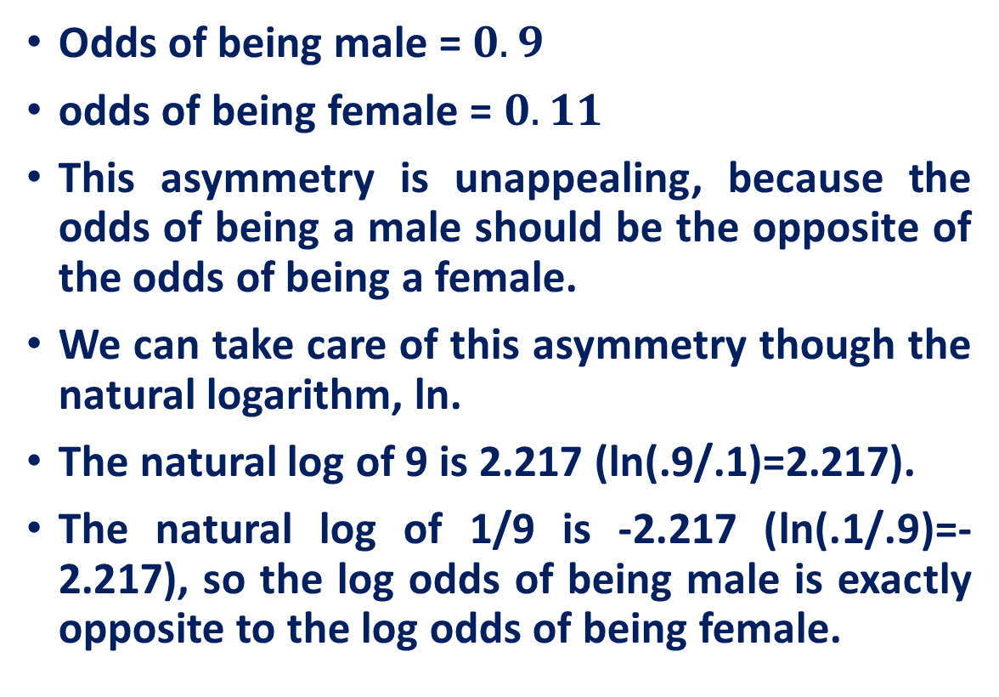 • Odds of being male = 0. 9
• odds of being female = 0. 11
• This asymmetry is unappealing, because the
odds of being a male should be the opposite of
the odds of being a female.
• We can take care of this asymmetry though the
natural logarithm, ln.
• The natural log of 9 is 2.217 (ln(.9/.1)=2.217).
• The natural log of 1/9 is -2.217 (ln(.1/.9)=-
2.217), so the log odds of being male is exactly
opposite to the log odds of being female.